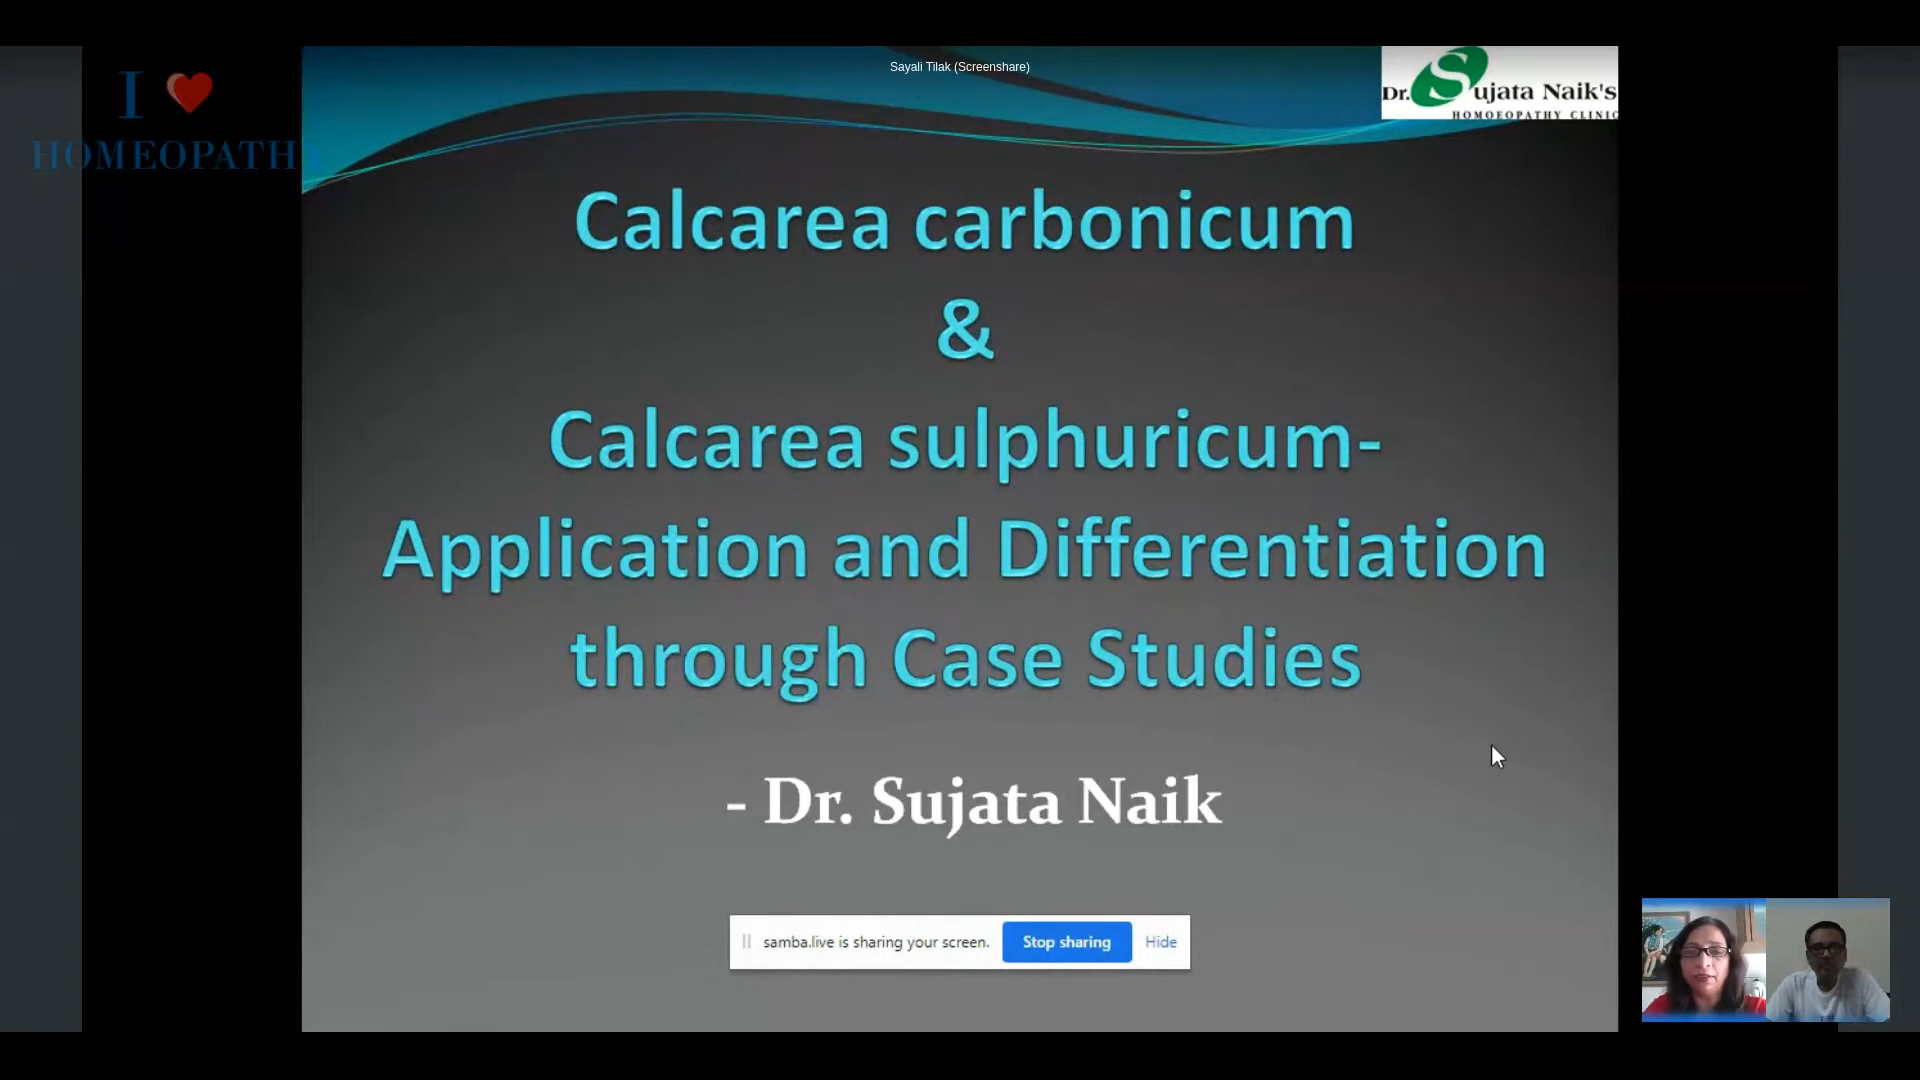 Sayali Tilak (Screenshare)
I
HOMEOPATHY
Dr. Sujata Naik's
HOMOEOPATHY CLINIC
Calcarea carbonicum
&
Calcarea sulphuricum-
Application and Differentiation
through Case Studies
- Dr. Sujata Naik
samba.live is sharing your screen. Stop sharing Hide